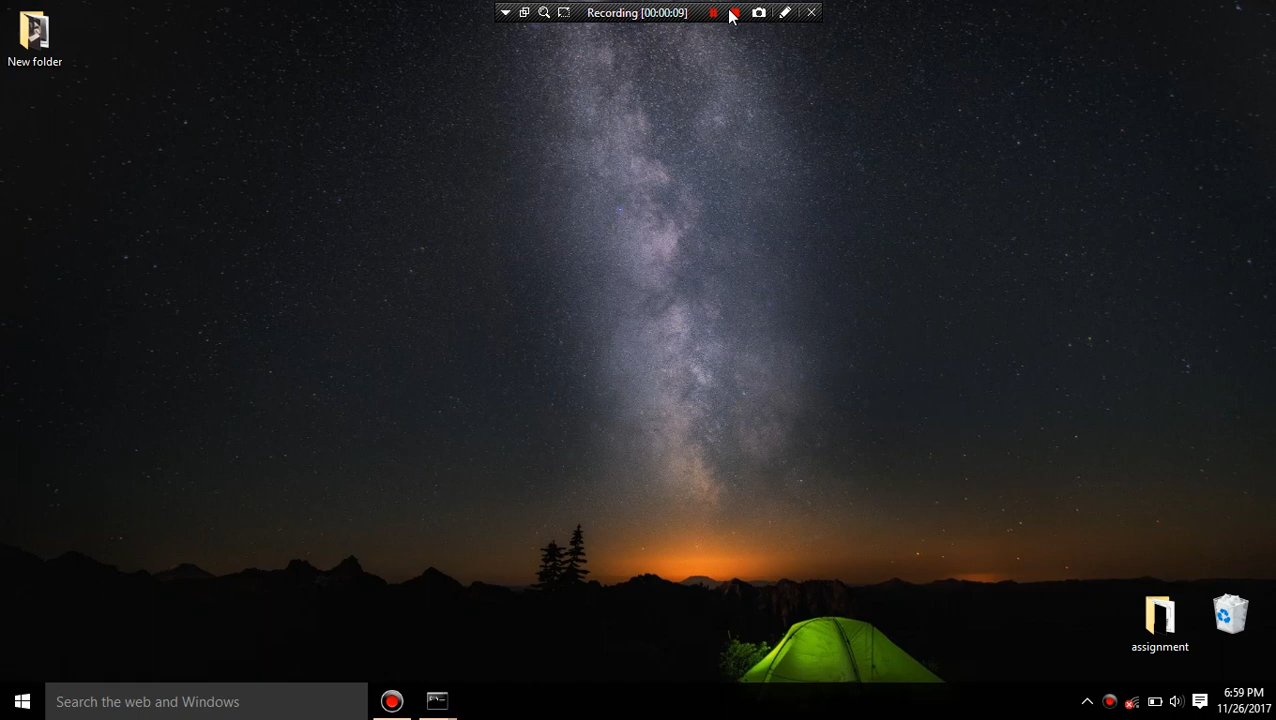 Recording [00:00:09]
New folder
assignment
Search the web and Windows
6:59 PM
11/26/2017